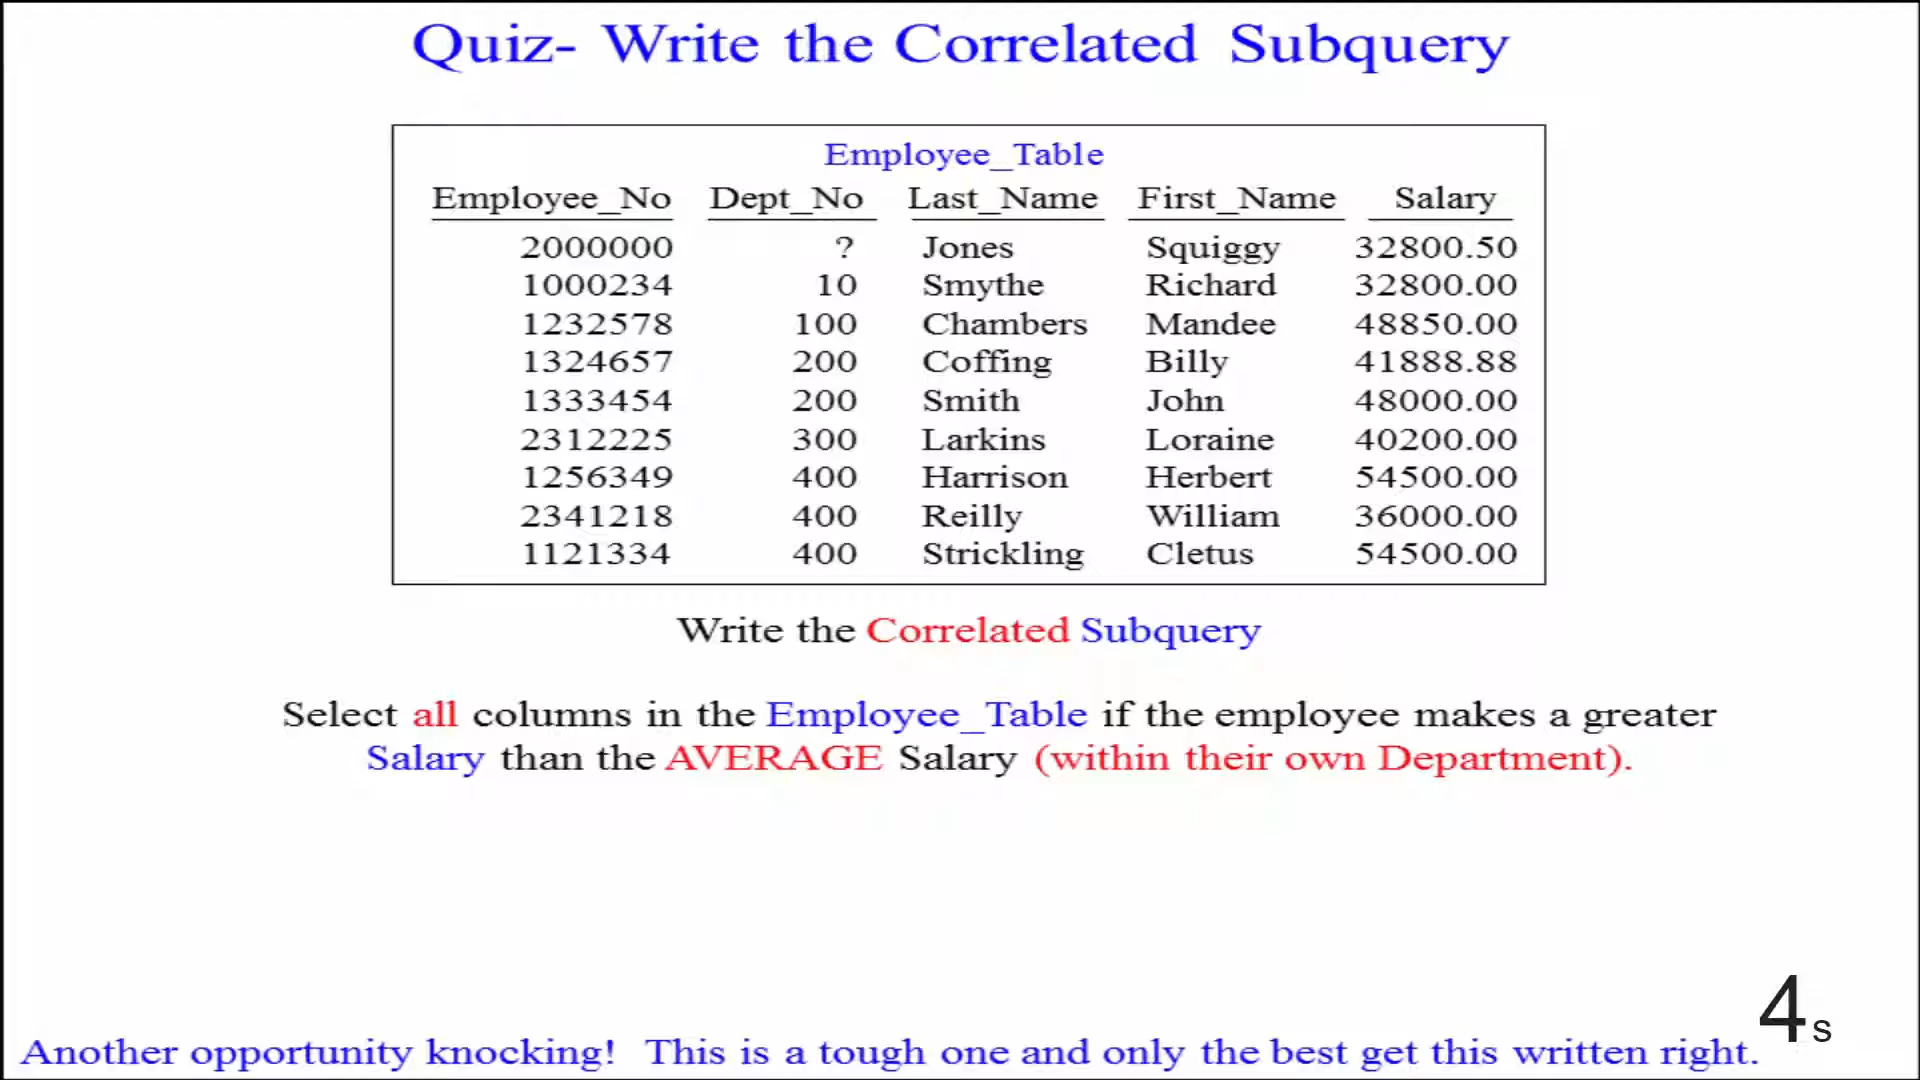 Quiz- Write the Correlated Subquery
Employee_Table
Employee_No Dept_No Last_Name First_Name Salary
2000000 ? Jones Squiggy 32800.50
1000234 10 Smythe Richard 32800.00
1232578 100 Chambers Mandee 48850.00
1324657 200 Coffing Billy 41888.88
1333454 200 Smith John 48000.00
2312225 300 Larkins Loraine 40200.00
1256349 400 Harrison Herbert 54500.00
2341218 400 Reilly William 36000.00
1121334 400 Strickling Cletus 54500.00
Write the Correlated Subquery
Select all columns in the Employee_Table if the employee makes a greater
Salary than the AVERAGE Salary (within their own Department).
4s
Another opportunity knocking! This is a tough one and only the best get this written right.